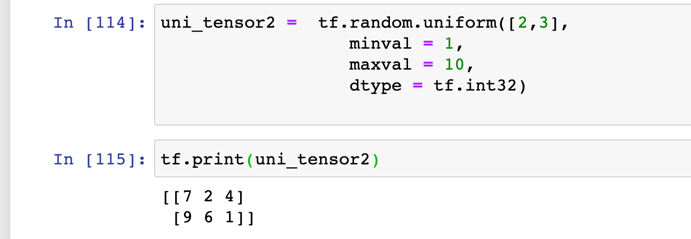 In [114]: uni_tensor2 =  tf.random.uniform([2,3],
minval = 1,
maxval = 10,
dtype = tf.int32)
In [115]: tf.print(uni_tensor2)
[[7 2 4]
[9 6 1]]